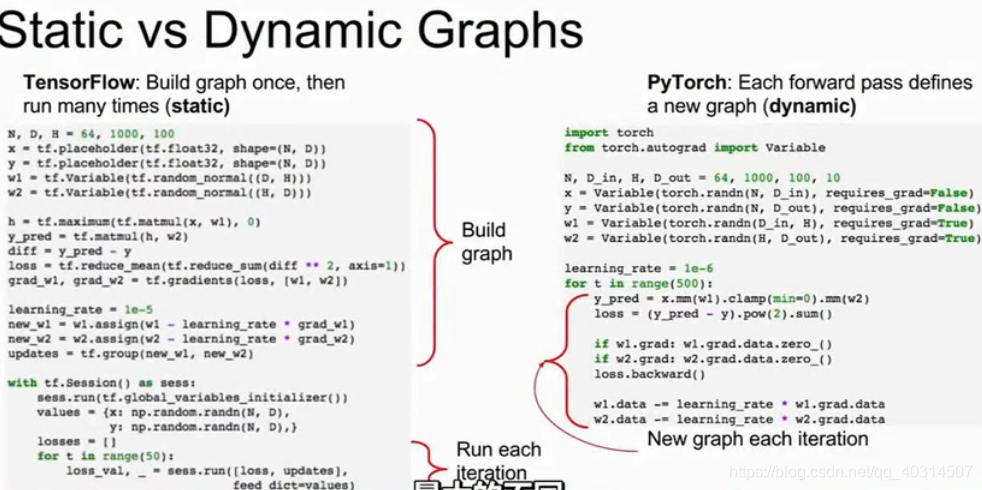 Static vs Dynamic Graphs
TensorFlow: Build graph once, then
run many times (static)
N, D, H = 64, 1000, 100
x = tf.placeholder(tf.float32, shape=(N, D))
y = tf.placeholder(tf.float32, shape=(N, D))
w1 = tf.Variable(tf.random_normal((D, H)))
w2 = tf.Variable(tf.random_normal((H, D)))
h = tf.maximum(tf.matmul(x, w1), 0)
y_pred = tf.matmul(h, w2)
diff = y_pred - y
loss = tf.reduce_mean(tf.reduce_sum(diff ** 2, axis=1))
grad_w1, grad_w2 = tf.gradients(loss, [w1, w2])
learning_rate = 1e-5
new_w1 = w1.assign(w1 - learning_rate * grad_w1)
new_w2 = w2.assign(w2 - learning_rate * grad_w2)
updates = tf.group(new_w1, new_w2)
with tf.Session() as sess:
sess.run(tf.global_variables_initializer())
values = {x: np.random.randn(N, D),
y: np.random.randn(N, D),}
losses = []
for t in range(50):
loss_val, _ = sess.run([loss, updates],
feed_dict=values)
Build
graph
Run each
iteration
PyTorch: Each forward pass defines
a new graph (dynamic)
import torch
from torch.autograd import Variable
N, D_in, H, D_out = 64, 1000, 100, 10
x = Variable(torch.randn(N, D_in), requires_grad=False)
y = Variable(torch.randn(N, D_out), requires_grad=False)
w1 = Variable(torch.randn(D_in, H), requires_grad=True)
w2 = Variable(torch.randn(H, D_out), requires_grad=True)
learning_rate = 1e-6
for t in range(500):
y_pred = x.mm(w1).clamp(min=0).mm(w2)
loss = (y_pred - y).pow(2).sum()
if w1.grad: w1.grad.data.zero_()
if w2.grad: w2.grad.data.zero_()
loss.backward()
w1.data -= learning_rate * w1.grad.data
w2.data -= learning_rate * w2.grad.data
New graph each iteration
https://blog.csdn.net/qq_40314507